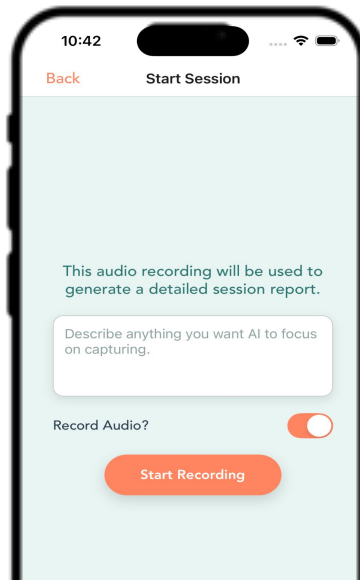 10:42
Back Start Session
This audio recording will be used to
generate a detailed session report.
Describe anything you want AI to focus
on capturing.
Record Audio?
Start Recording